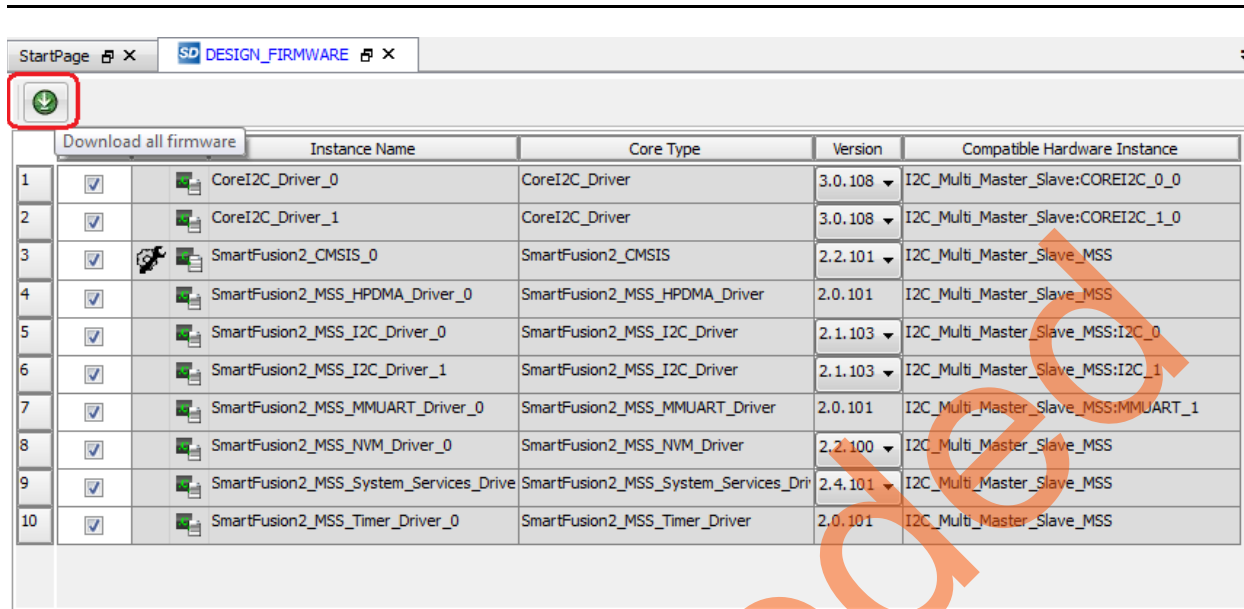 StartPage SD DESIGN_FIRMWARE
Download all firmware Instance Name Core Type Version Compatible Hardware Instance
1 CoreI2C_Driver_0 CoreI2C_Driver 3.0.108 I2C_Multi_Master_Slave:COREI2C_0_0
2 CoreI2C_Driver_1 CoreI2C_Driver 3.0.108 I2C_Multi_Master_Slave:COREI2C_1_0
3 SmartFusion2_CMSIS_0 SmartFusion2_CMSIS 2.2.101 I2C_Multi_Master_Slave_MSS
4 SmartFusion2_MSS_HPDMA_Driver_0 SmartFusion2_MSS_HPDMA_Driver 2.0.101 I2C_Multi_Master_Slave_MSS
5 SmartFusion2_MSS_I2C_Driver_0 SmartFusion2_MSS_I2C_Driver 2.1.103 I2C_Multi_Master_Slave_MSS:I2C_0
6 SmartFusion2_MSS_I2C_Driver_1 SmartFusion2_MSS_I2C_Driver 2.1.103 I2C_Multi_Master_Slave_MSS:I2C_1
7 SmartFusion2_MSS_MMUART_Driver_0 SmartFusion2_MSS_MMUART_Driver 2.0.101 I2C_Multi_Master_Slave_MSS:MMUART_1
8 SmartFusion2_MSS_NVM_Driver_0 SmartFusion2_MSS_NVM_Driver 2.2.100 I2C_Multi_Master_Slave_MSS
9 SmartFusion2_MSS_System_Services_Drive SmartFusion2_MSS_System_Services_Dri 2.4.101 I2C_Multi_Master_Slave_MSS
10 SmartFusion2_MSS_Timer_Driver_0 SmartFusion2_MSS_Timer_Driver 2.0.101 I2C_Multi_Master_Slave_MSS
ded